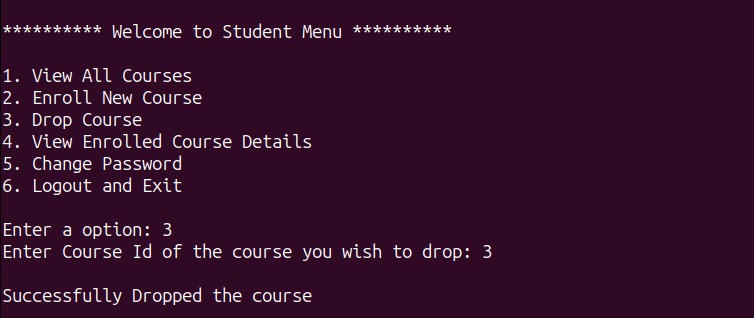 ********** Welcome to Student Menu **********
1. View All Courses
2. Enroll New Course
3. Drop Course
4. View Enrolled Course Details
5. Change Password
6. Logout and Exit
Enter a option: 3
Enter Course Id of the course you wish to drop: 3
Successfully Dropped the course